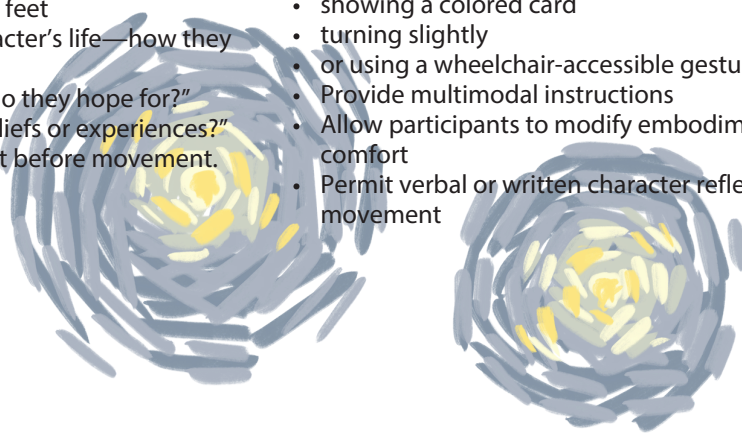 feet
acter's life—how they
o they hope for?"
liefs or experiences?"
t before movement.
• showing a colored card
• turning slightly
• or using a wheelchair-accessible gestu
• Provide multimodal instructions
• Allow participants to modify embodim
comfort
• Permit verbal or written character refle
movement